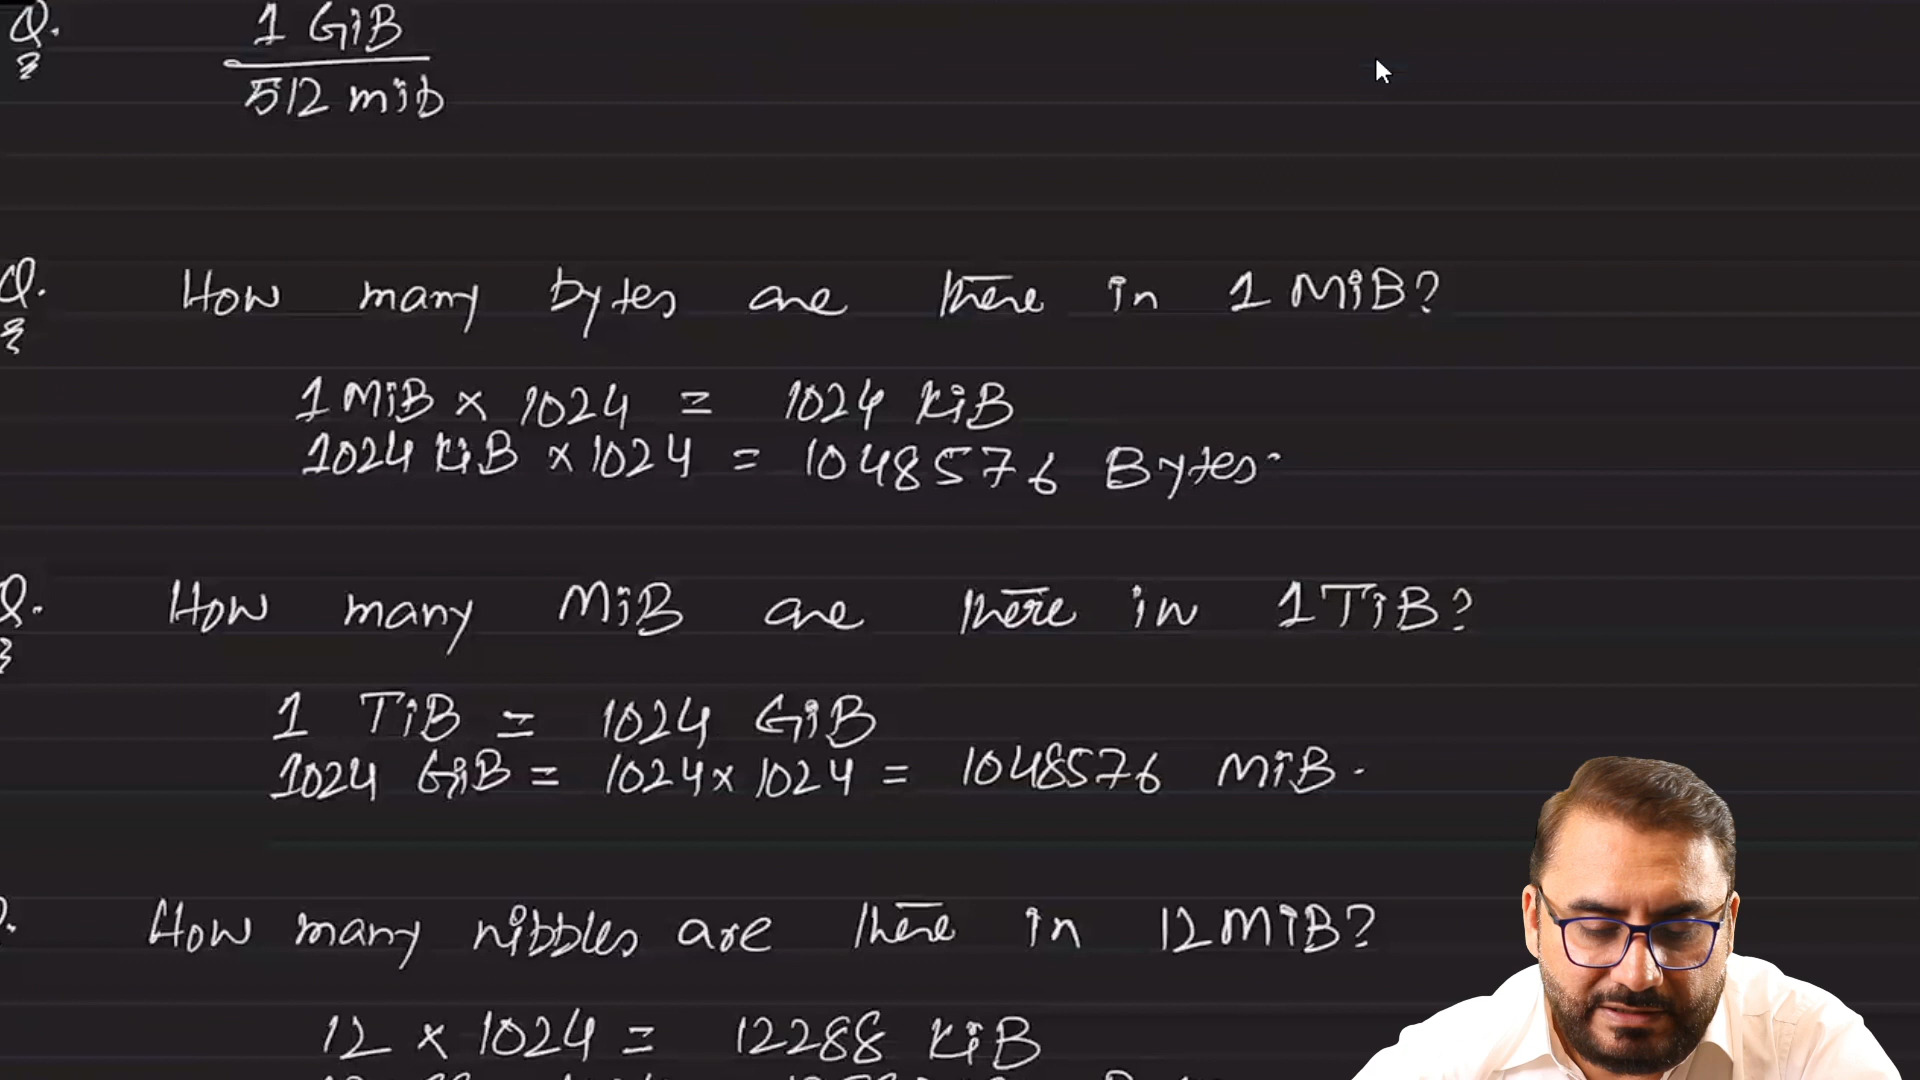 Q. 1 GiB
512 mib
Q. How many bytes are there in 1 MiB?
1 MiB × 1024 = 1024 KiB
1024 KiB × 1024 = 1048576 Bytes.
Q. How many MiB are there in 1 TiB?
1 TiB = 1024 GiB
1024 GiB = 1024 × 1024 = 1048576 MiB.
How many nibbles are there in 12 MiB?
12 × 1024 = 12288 KiB